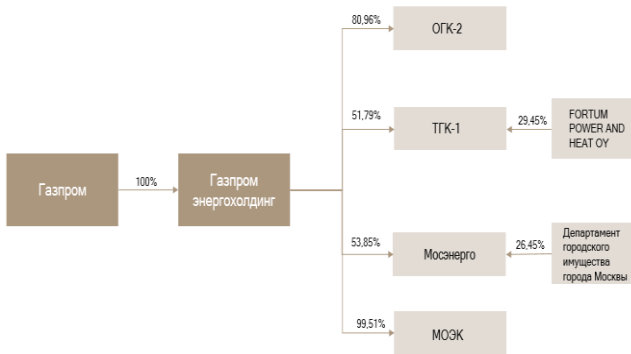 80,96%
ОГК-2
51,79%
ТГК-1
29,45%
FORTUM
POWER AND
HEAT OY
Газпром
100%
Газпром
энергохолдинг
53,85%
Мосэнерго
26,45%
Департамент
городского
имущества
города Москвы
99,51%
МОЭК